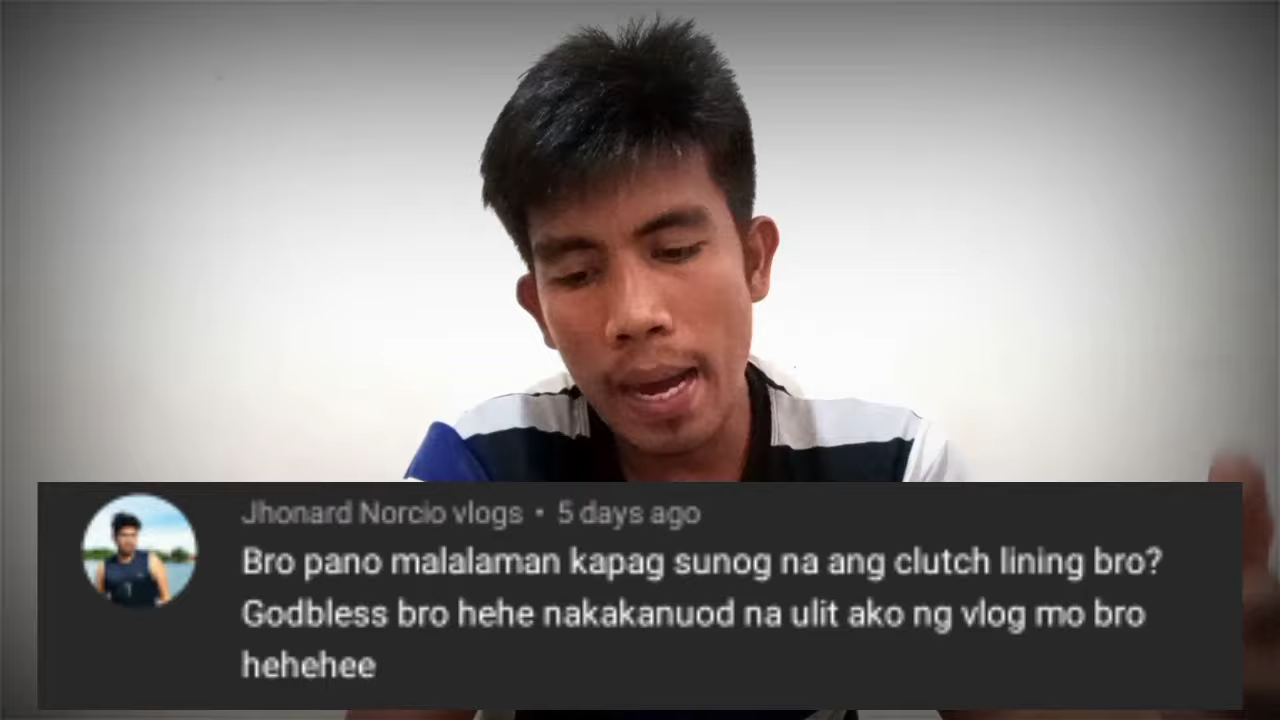 Jhonard Norcio vlogs • 5 days ago
Bro pano malalaman kapag sunog na ang clutch lining bro?
Godbless bro hehe nakakanuod na ulit ako ng vlog mo bro
hehehee